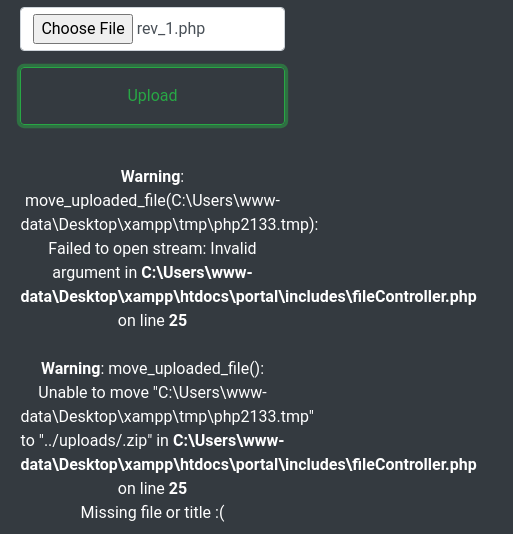 Choose File rev_1.php
Upload
Warning:
move_uploaded_file(C:\Users\www-
data\Desktop\xampp\tmp\php2133.tmp):
Failed to open stream: Invalid
argument in C:\Users\www-
data\Desktop\xampp\htdocs\portal\includes\fileController.php
on line 25
Warning: move_uploaded_file():
Unable to move "C:\Users\www-
data\Desktop\xampp\tmp\php2133.tmp"
to "../uploads/.zip" in C:\Users\www-
data\Desktop\xampp\htdocs\portal\includes\fileController.php
on line 25
Missing file or title :(